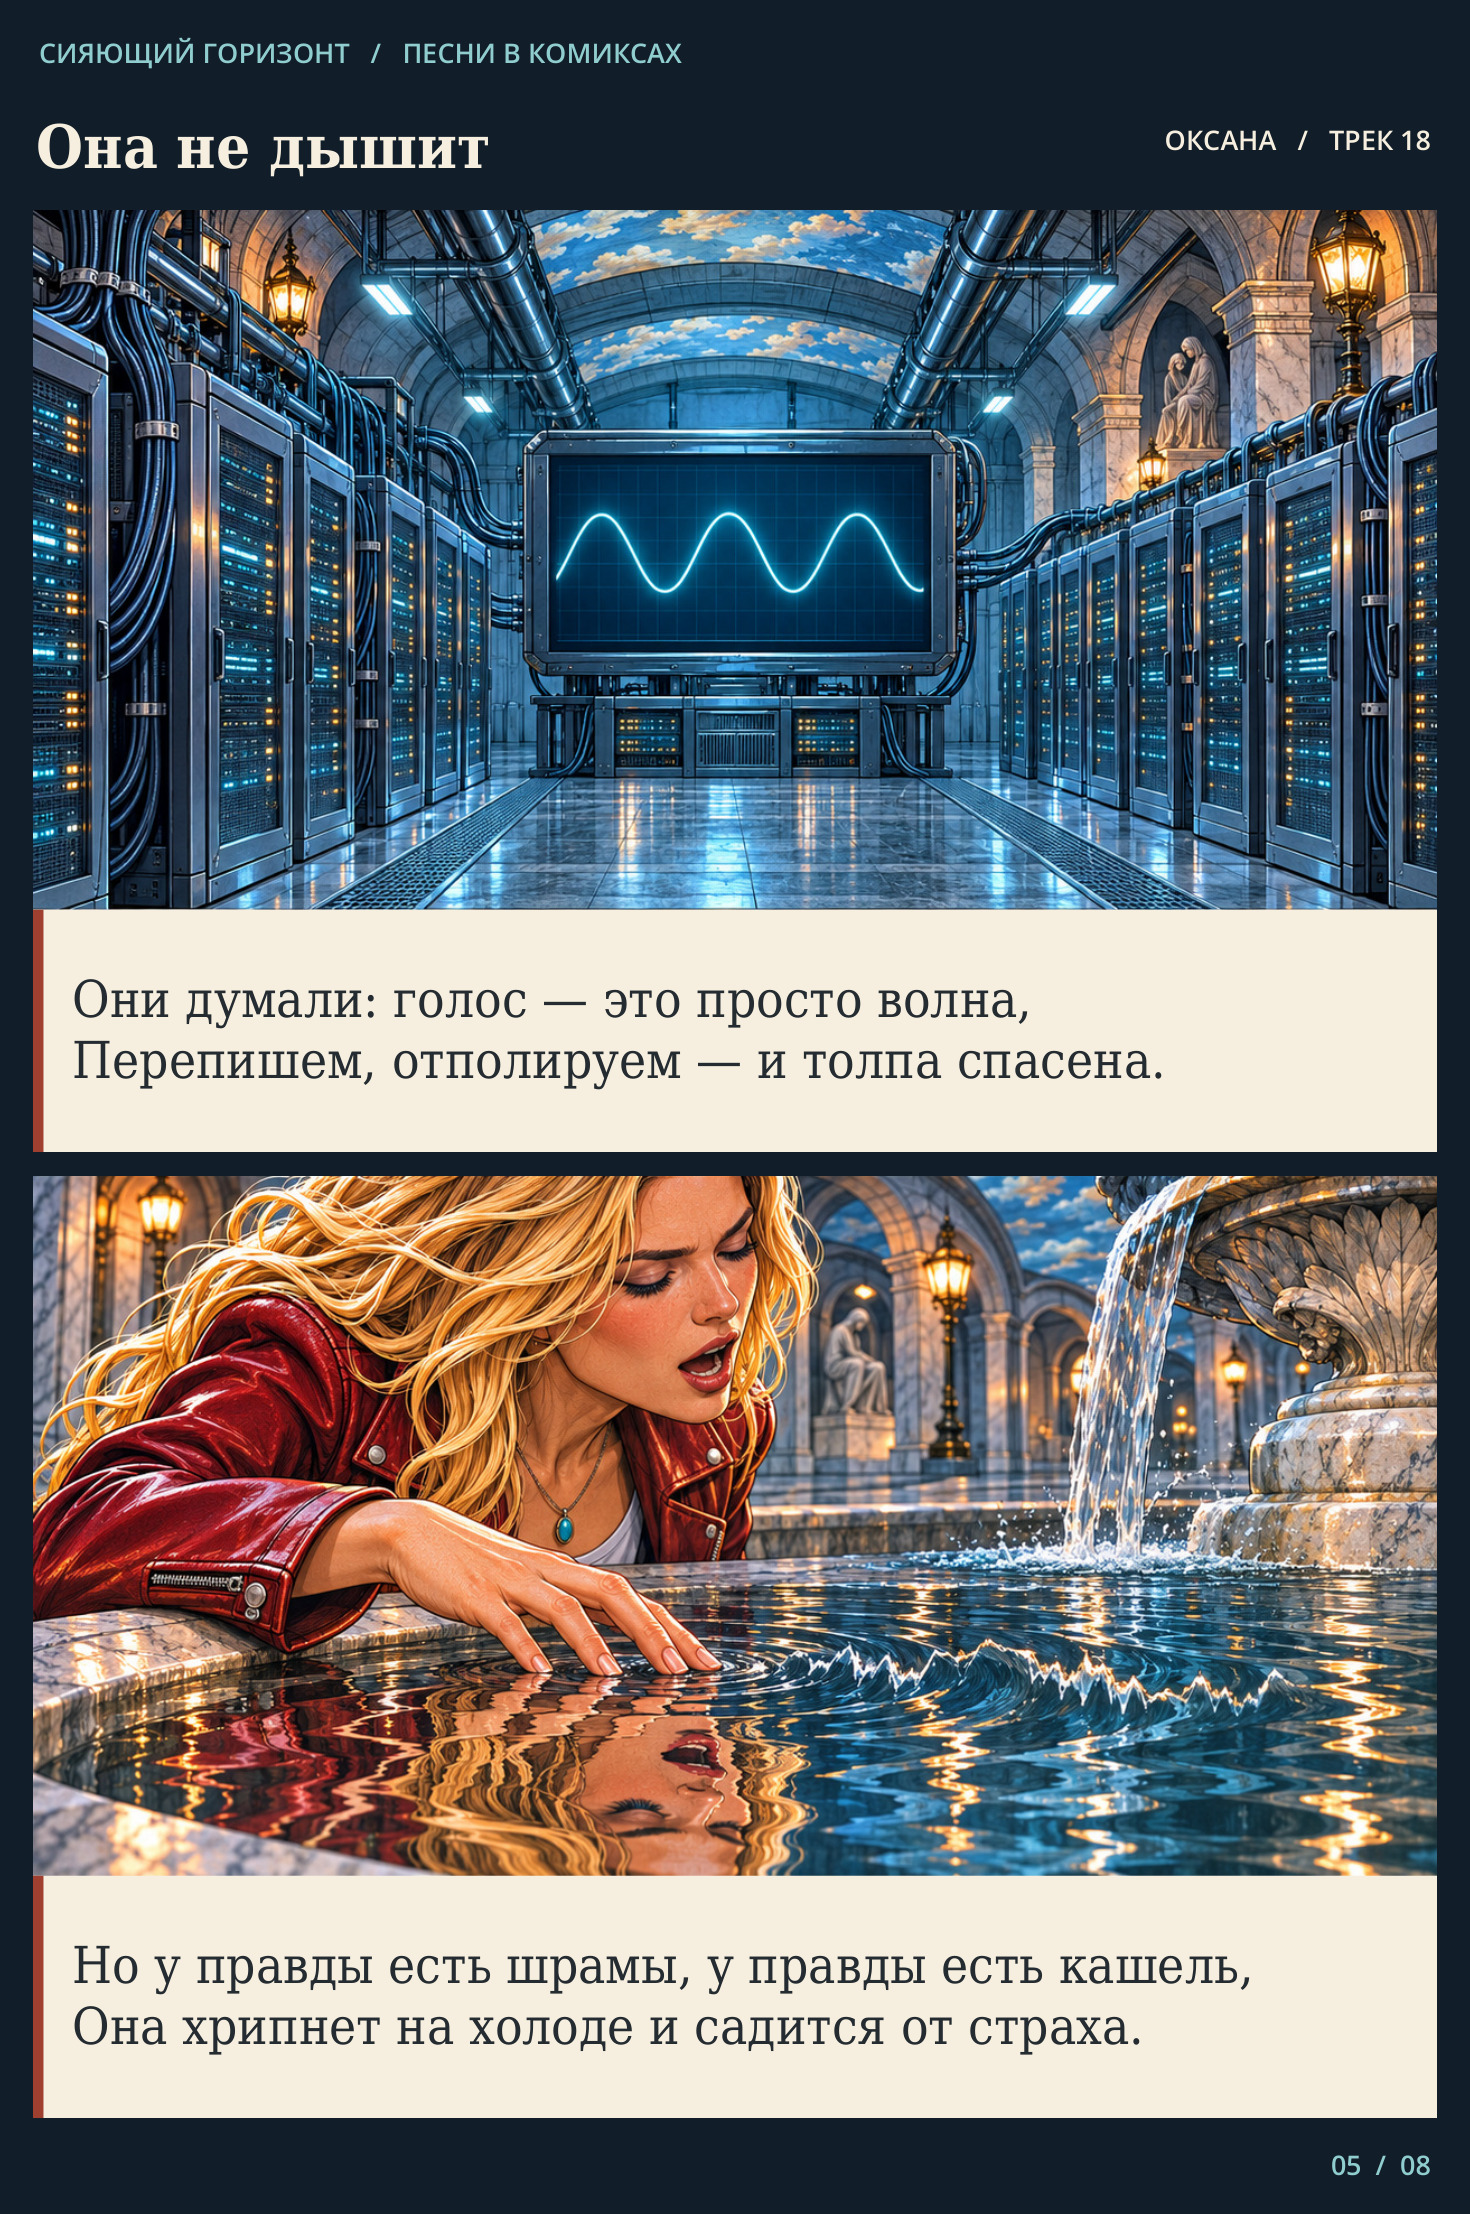 СИЯЮЩИЙ ГОРИЗОНТ / ПЕСНИ В КОМИКСАХ
Она не дышит
ОКСАНА / ТРЕК 18
Они думали: голос — это просто волна,
Перепишем, отполируем — и толпа спасена.
Но у правды есть шрамы, у правды есть кашель,
Она хрипнет на холоде и садится от страха.
05 / 08